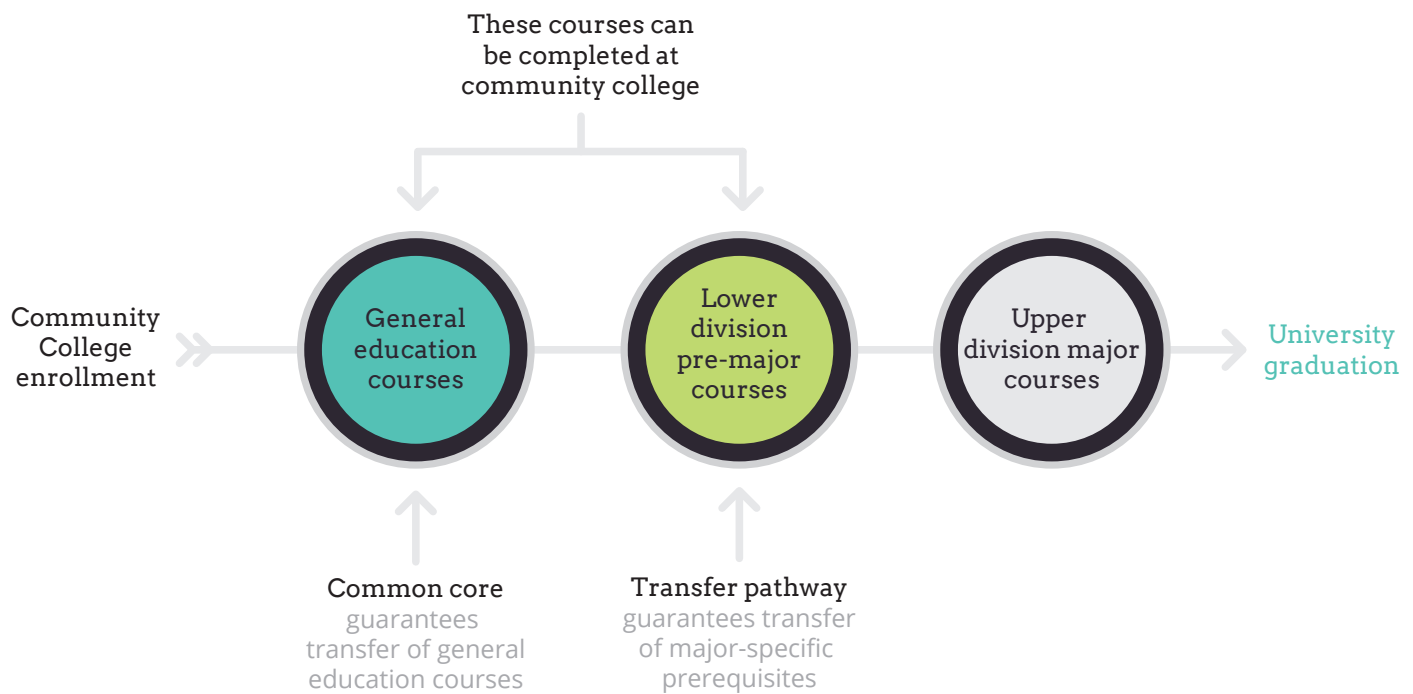 These courses can
be completed at
community college
Community
College
enrollment
General
education
courses
Lower
division
pre-major
courses
Upper
division major
courses
University
graduation
Common core
guarantees
transfer of general
education courses
Transfer pathway
guarantees transfer
of major-specific
prerequisites